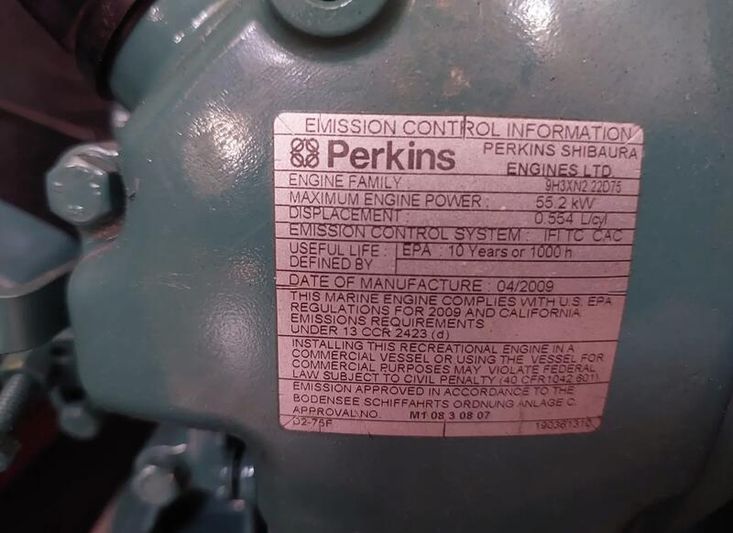 EMISSION CONTROL INFORMATION
Perkins PERKINS SHIBAURA
ENGINES LTD.
ENGINE FAMILY : 9H3XN2.22D75
MAXIMUM ENGINE POWER : 55.2 kW
DISPLACEMENT : 0.554 L/cyl
EMISSION CONTROL SYSTEM : IFI TC CAC
USEFUL LIFE EPA : 10 Years or 1000 h
DEFINED BY
DATE OF MANUFACTURE : 04/2009
THIS MARINE ENGINE COMPLIES WITH U.S. EPA
REGULATIONS FOR 2009 AND CALIFORNIA
EMISSIONS REQUIREMENTS
UNDER 13 CCR 2423 (d)
INSTALLING THIS RECREATIONAL ENGINE IN A
COMMERCIAL VESSEL OR USING THE VESSEL FOR
COMMERCIAL PURPOSES MAY VIOLATE FEDERAL
LAW SUBJECT TO CIVIL PENALTY (40 CFR1042.601).
EMISSION APPROVED IN ACCORDANCE TO THE
BODENSEE SCHIFFAHRTS ORDNUNG ANLAGE C.
APPROVAL NO. M1 08 3 08 07
D2-75F 190361310